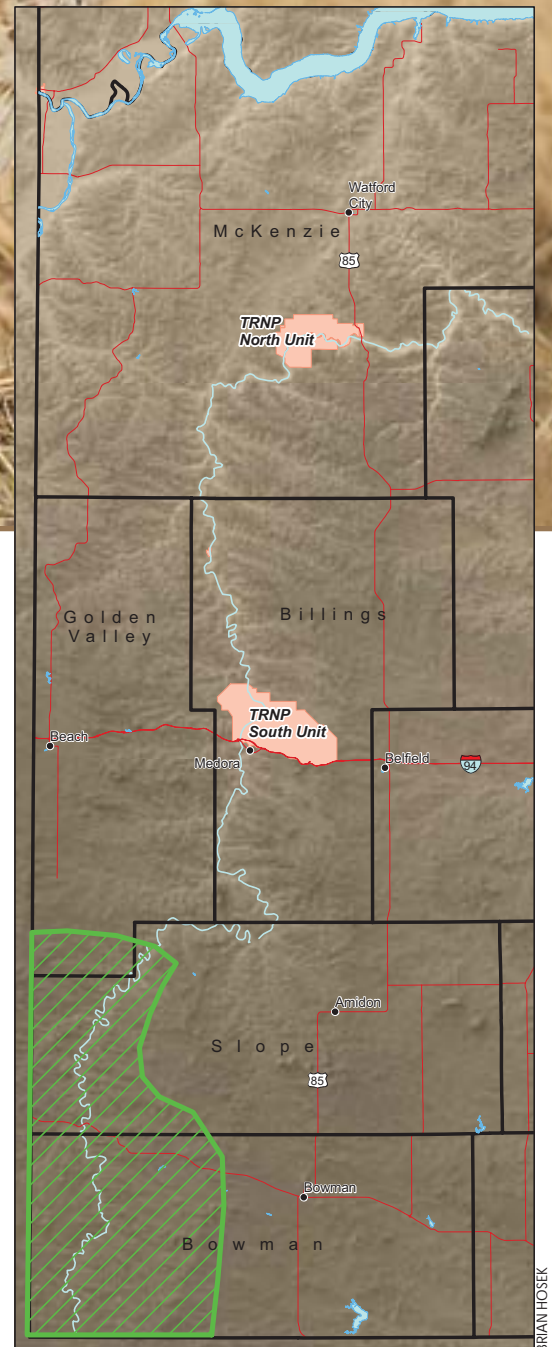 Watford
City
McKenzie
85
TRNP
North Unit
Golden
Valley
Billings
TRNP
South Unit
Beach
Medora
Belfield
94
Amidon
Slope
85
Bowman
Bowman
BRIAN HOSEK